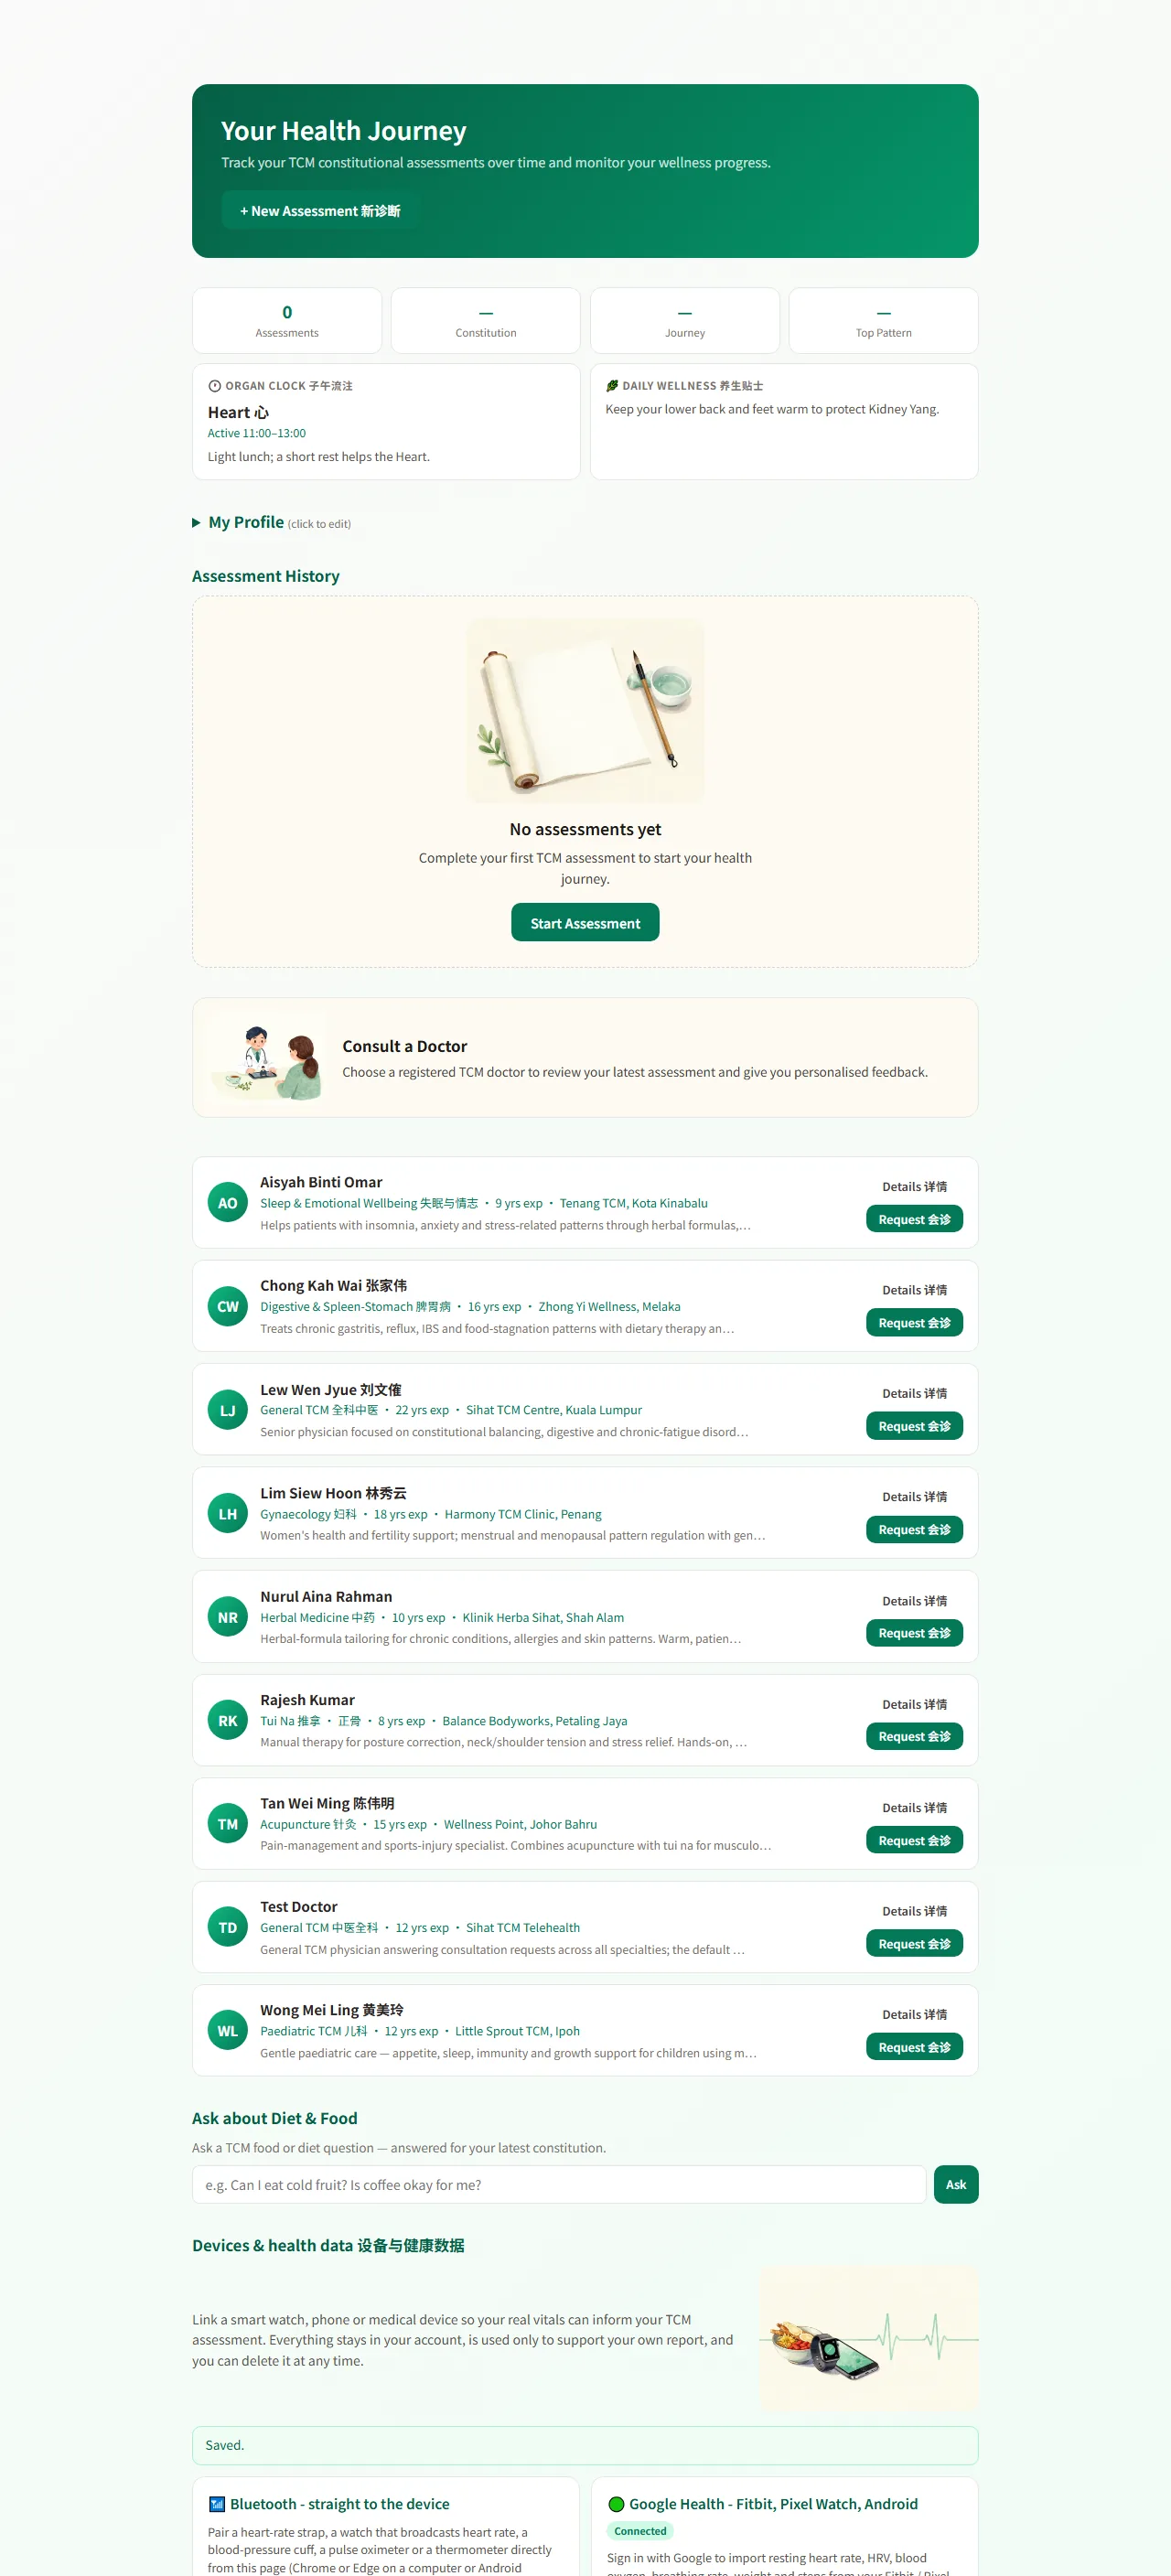 Your Health Journey
Track your TCM constitutional assessments over time and monitor your wellness progress.
+ New Assessment 新诊断
0
Assessments
—
Constitution
—
Journey
—
Top Pattern
ORGAN CLOCK 子午流注
Heart 心
Active 11:00–13:00
Light lunch; a short rest helps the Heart.
DAILY WELLNESS 养生贴士
Keep your lower back and feet warm to protect Kidney Yang.
My Profile (click to edit)
Assessment History
No assessments yet
Complete your first TCM assessment to start your health
journey.
Start Assessment
Consult a Doctor
Choose a registered TCM doctor to review your latest assessment and give you personalised feedback.
AO
Aisyah Binti Omar
Sleep & Emotional Wellbeing 失眠与情志 · 9 yrs exp · Tenang TCM, Kota Kinabalu
Helps patients with insomnia, anxiety and stress-related patterns through herbal formulas,…
Details 详情
Request 会诊
CW
Chong Kah Wai 张家伟
Digestive & Spleen-Stomach 脾胃病 · 16 yrs exp · Zhong Yi Wellness, Melaka
Treats chronic gastritis, reflux, IBS and food-stagnation patterns with dietary therapy an…
Details 详情
Request 会诊
LJ
Lew Wen Jyue 刘文傕
General TCM 全科中医 · 22 yrs exp · Sihat TCM Centre, Kuala Lumpur
Senior physician focused on constitutional balancing, digestive and chronic-fatigue disord…
Details 详情
Request 会诊
LH
Lim Siew Hoon 林秀云
Gynaecology 妇科 · 18 yrs exp · Harmony TCM Clinic, Penang
Women's health and fertility support; menstrual and menopausal pattern regulation with gen…
Details 详情
Request 会诊
NR
Nurul Aina Rahman
Herbal Medicine 中药 · 10 yrs exp · Klinik Herba Sihat, Shah Alam
Herbal-formula tailoring for chronic conditions, allergies and skin patterns. Warm, patien…
Details 详情
Request 会诊
RK
Rajesh Kumar
Tui Na 推拿 · 正骨 · 8 yrs exp · Balance Bodyworks, Petaling Jaya
Manual therapy for posture correction, neck/shoulder tension and stress relief. Hands-on, …
Details 详情
Request 会诊
TM
Tan Wei Ming 陈伟明
Acupuncture 针灸 · 15 yrs exp · Wellness Point, Johor Bahru
Pain-management and sports-injury specialist. Combines acupuncture with tui na for musculo…
Details 详情
Request 会诊
TD
Test Doctor
General TCM 中医全科 · 12 yrs exp · Sihat TCM Telehealth
General TCM physician answering consultation requests across all specialties; the default …
Details 详情
Request 会诊
WL
Wong Mei Ling 黄美玲
Paediatric TCM 儿科 · 12 yrs exp · Little Sprout TCM, Ipoh
Gentle paediatric care — appetite, sleep, immunity and growth support for children using m…
Details 详情
Request 会诊
Ask about Diet & Food
Ask a TCM food or diet question — answered for your latest constitution.
e.g. Can I eat cold fruit? Is coffee okay for me?
Ask
Devices & health data 设备与健康数据
Link a smart watch, phone or medical device so your real vitals can inform your TCM
assessment. Everything stays in your account, is used only to support your own report, and
you can delete it at any time.
Saved.
Bluetooth - straight to the device
Pair a heart-rate strap, a watch that broadcasts heart rate, a
blood-pressure cuff, a pulse oximeter or a thermometer directly
from this page (Chrome or Edge on a computer or Android
Google Health - Fitbit, Pixel Watch, Android
Connected
Sign in with Google to import resting heart rate, HRV, blood
oxygen, breathing rate, weight and steps from your Fitbit / Pixel